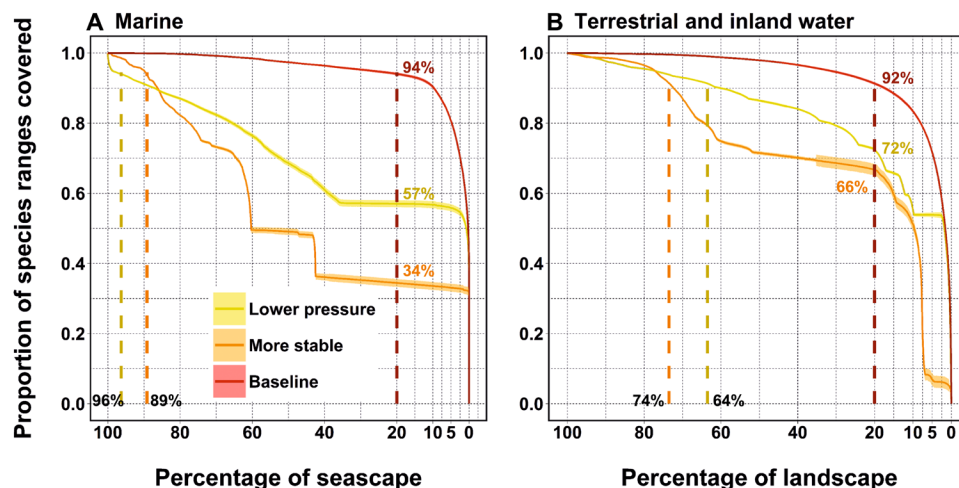 A Marine
B Terrestrial and inland water
Proportion of species ranges covered
1.0
0.8
0.6
0.4
0.2
0.0
94%
57%
34%
Lower pressure
More stable
Baseline
96%
89%
100 80 60 40 20 10 5 0
Percentage of seascape
1.0
0.8
0.6
0.4
0.2
0.0
92%
72%
66%
74%
64%
100 80 60 40 20 10 5 0
Percentage of landscape